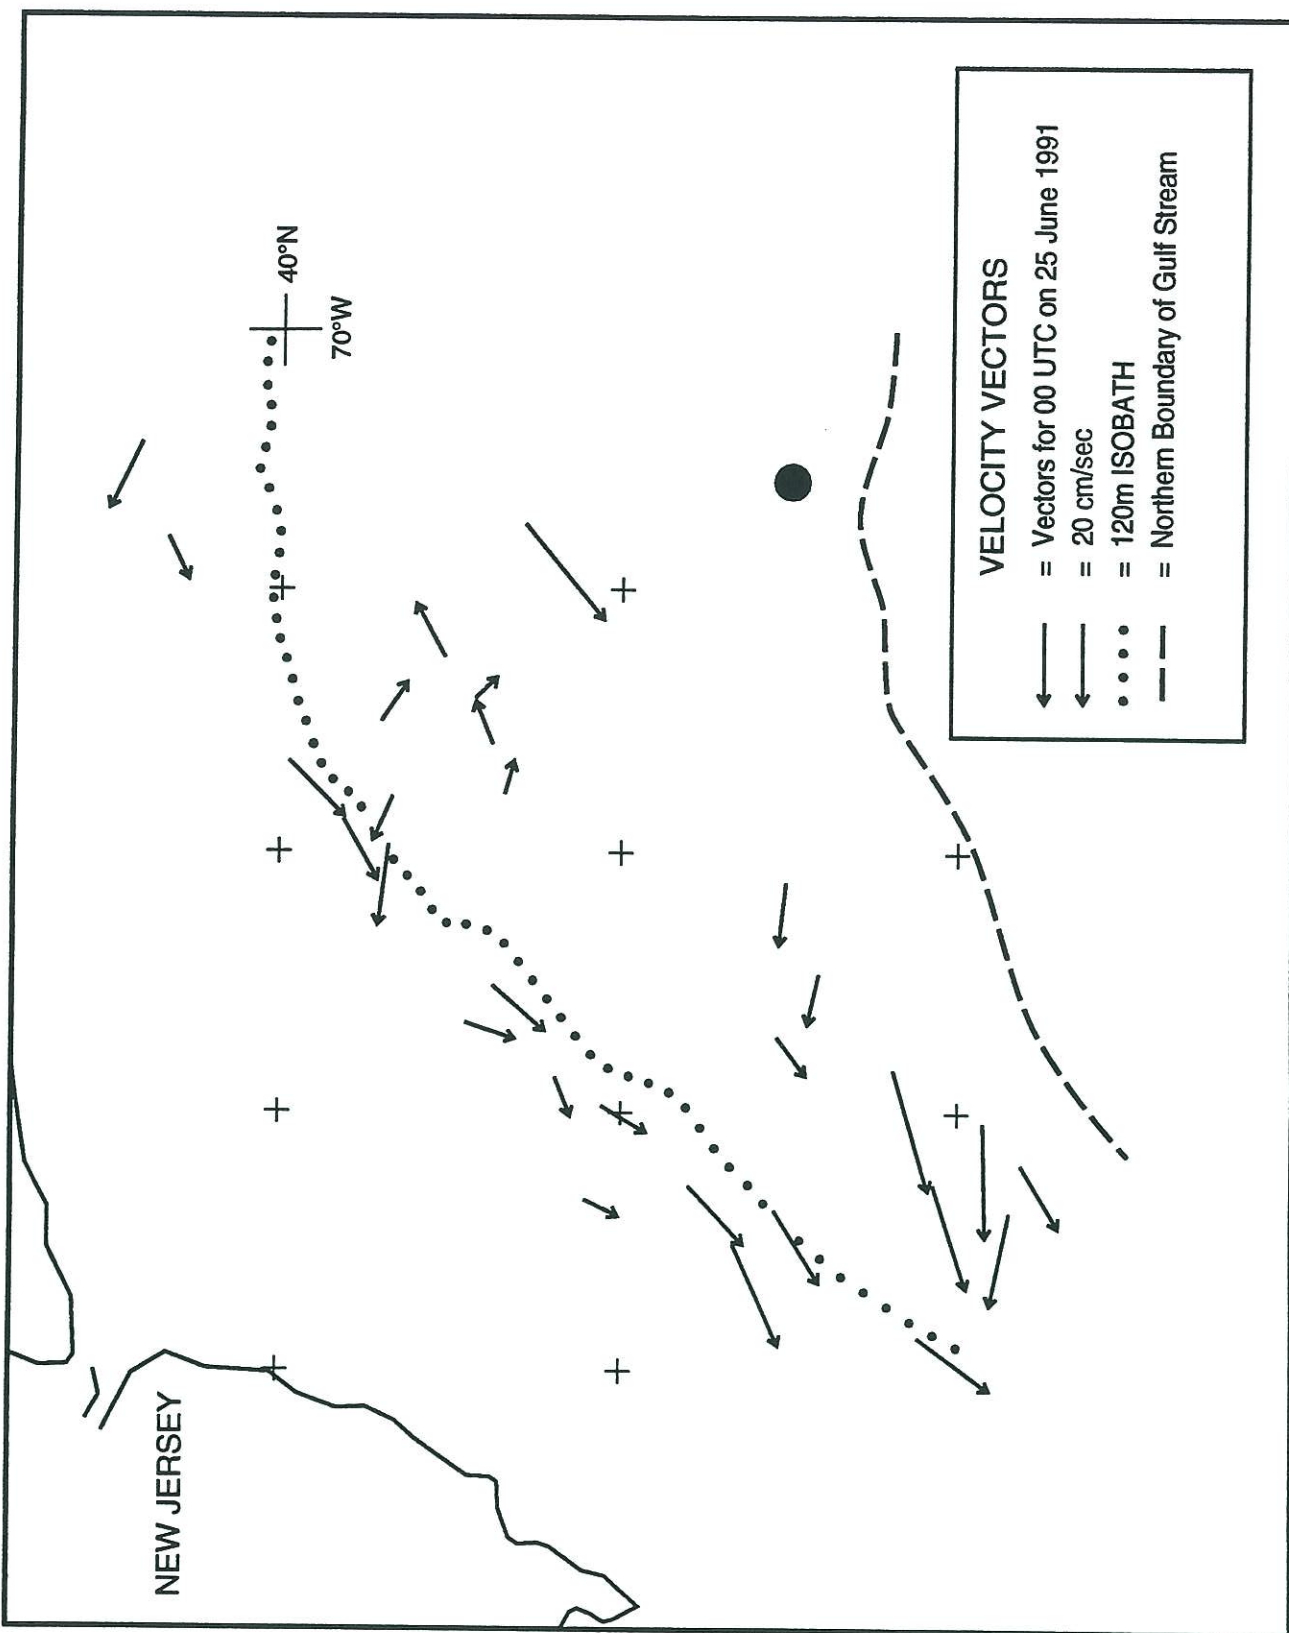 NEW JERSEY
40°N
70°W
VELOCITY VECTORS
= Vectors for 00 UTC on 25 June 1991
= 20 cm/sec
= 120m ISOBATH
= Northern Boundary of Gulf Stream